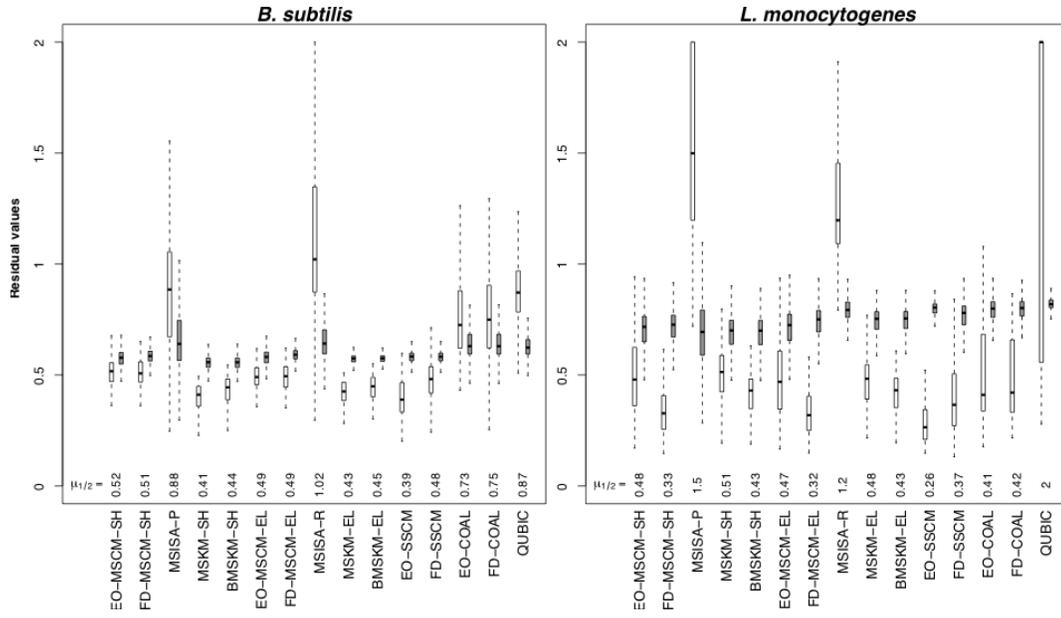 B. subtilis
L. monocytogenes
Residual values
2
1.5
1
0.5
0
μ1/2 = 0.52 0.51 0.88 0.41 0.44 0.49 0.49 1.02 0.43 0.45 0.39 0.48 0.73 0.75 0.87
EO−MSCM−SH
FD−MSCM−SH
MSISA−P
MSKM−SH
BMSKM−SH
EO−MSCM−EL
FD−MSCM−EL
MSISA−R
MSKM−EL
BMSKM−EL
EO−SSCM
FD−SSCM
EO−COAL
FD−COAL
QUBIC
2
1.5
1
0.5
0
μ1/2 = 0.48 0.33 1.5 0.51 0.43 0.47 0.32 1.2 0.48 0.43 0.26 0.37 0.41 0.42 2
EO−MSCM−SH
FD−MSCM−SH
MSISA−P
MSKM−SH
BMSKM−SH
EO−MSCM−EL
FD−MSCM−EL
MSISA−R
MSKM−EL
BMSKM−EL
EO−SSCM
FD−SSCM
EO−COAL
FD−COAL
QUBIC